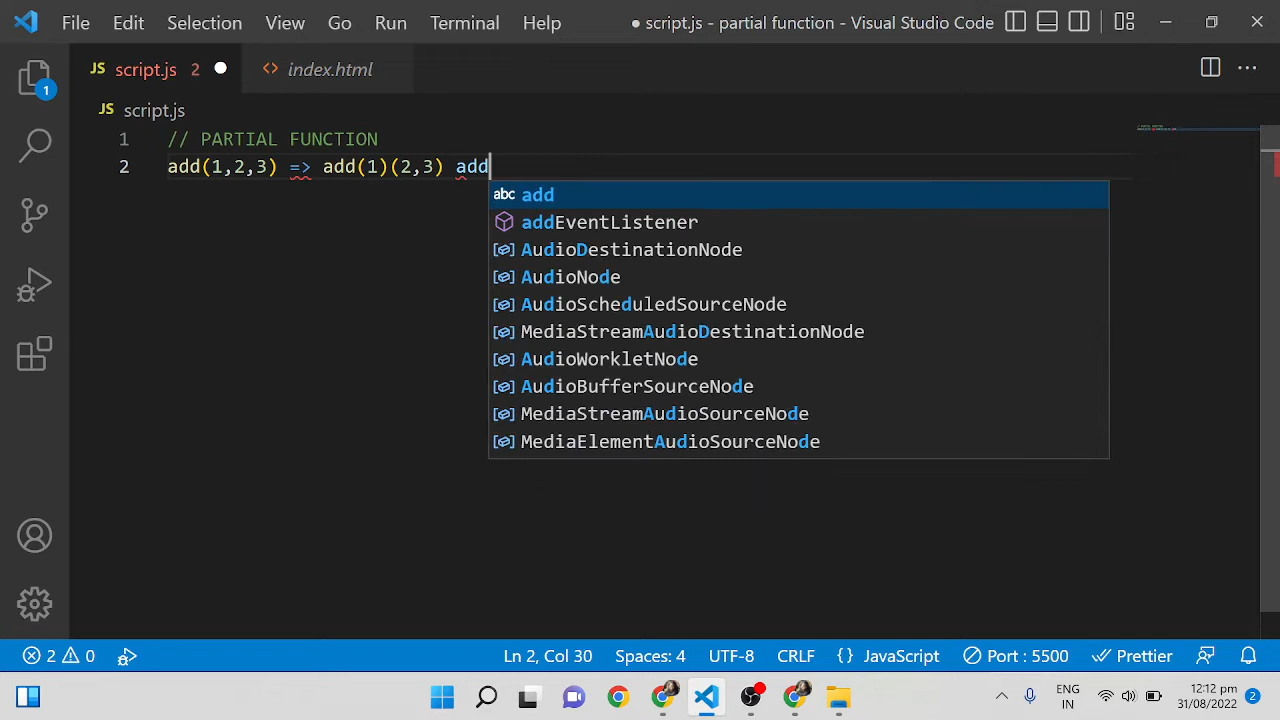 File Edit Selection View Go Run Terminal Help ● script.js - partial function - Visual Studio Code
JS script.js 2 ● <> index.html
1
JS script.js
1 // PARTIAL FUNCTION
2 add(1,2,3) => add(1)(2,3) add
abc add
addEventListener
AudioDestinationNode
AudioNode
AudioScheduledSourceNode
MediaStreamAudioDestinationNode
AudioWorkletNode
AudioBufferSourceNode
MediaStreamAudioSourceNode
MediaElementAudioSourceNode
2 0 Ln 2, Col 30 Spaces: 4 UTF-8 CRLF {} JavaScript Port : 5500 Prettier
ENG
IN
12:12 pm
31/08/2022
2